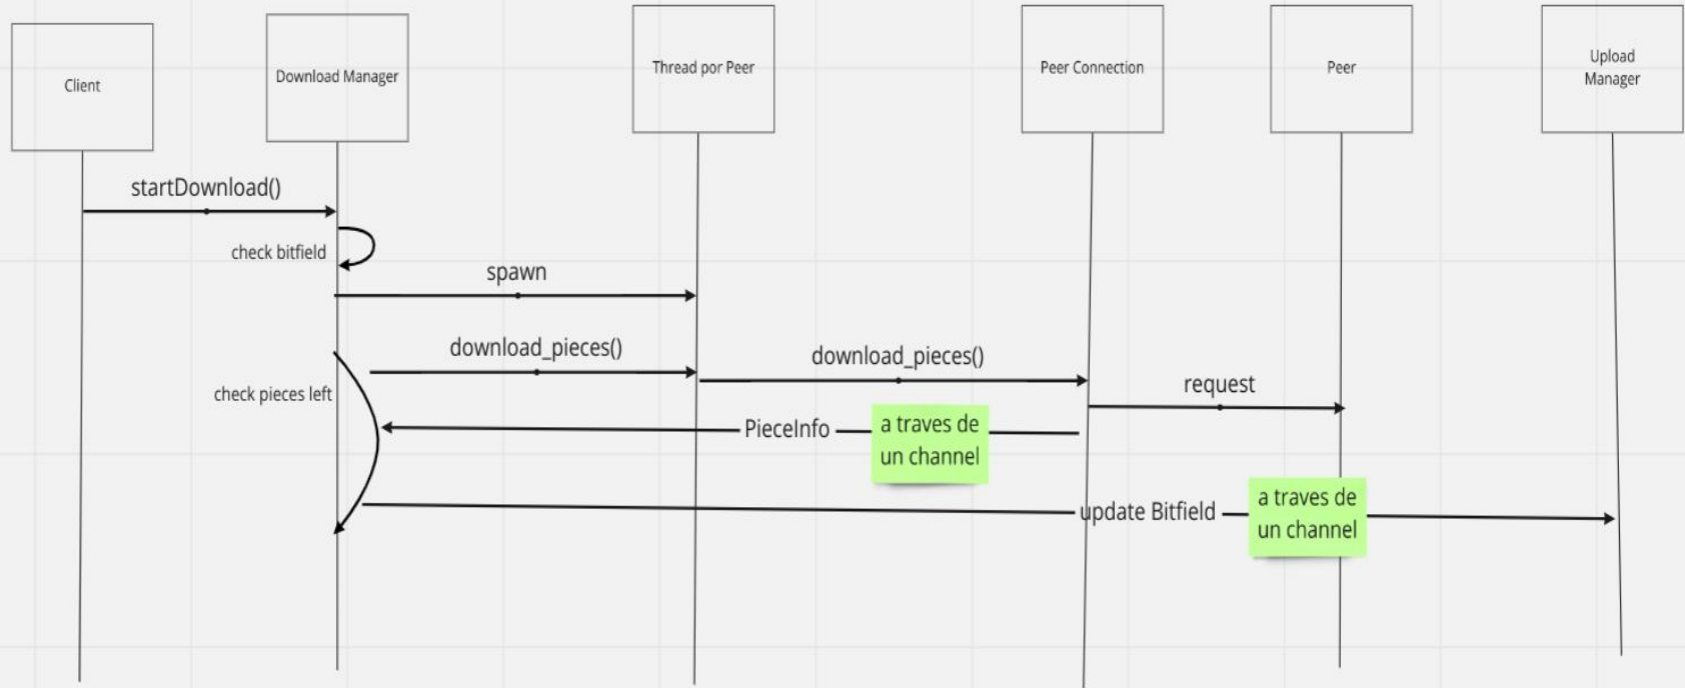 Client
Download Manager
Thread por Peer
Peer Connection
Peer
Upload
Manager
startDownload()
check bitfield
spawn
download_pieces()
download_pieces()
request
check pieces left
PieceInfo
a traves de
un channel
update Bitfield
a traves de
un channel